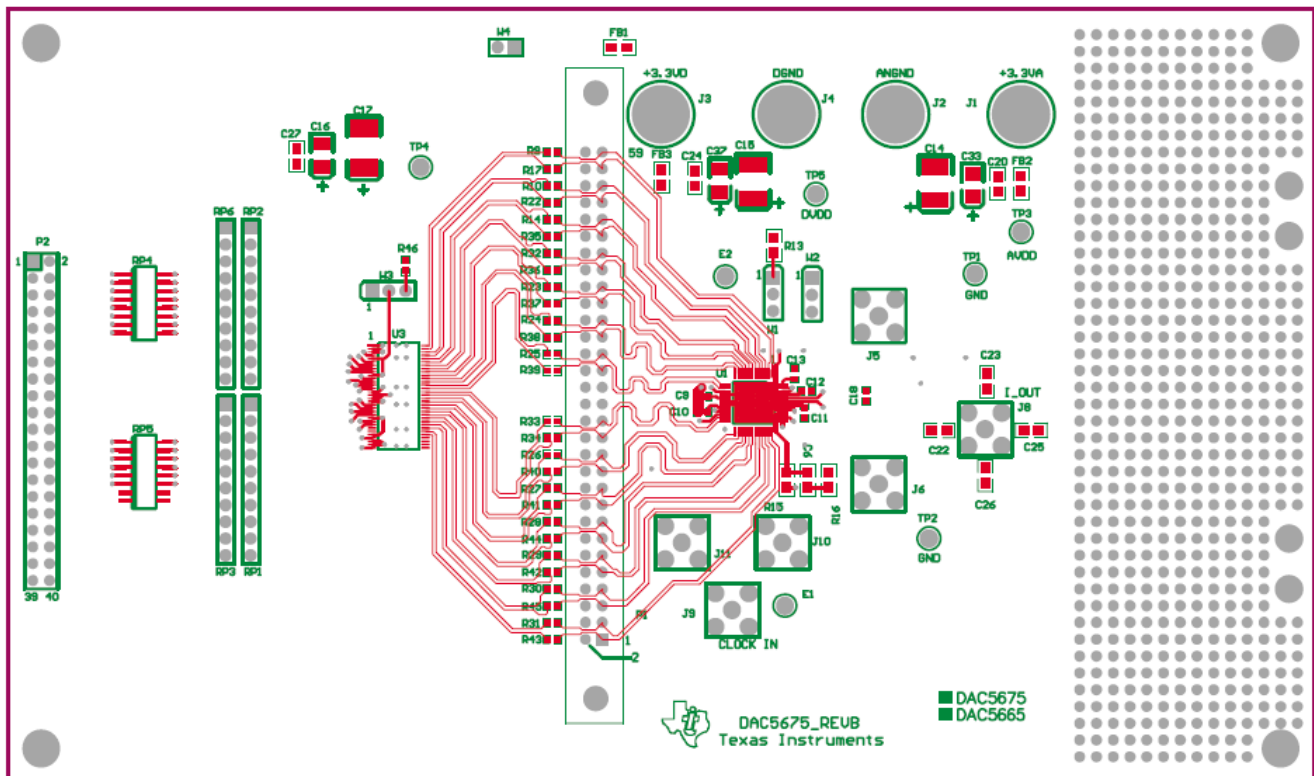 W4
FB1
+3.3VD
DGND
ANGND
+3.3VA
J3
J4
J2
J1
C17
C16
C27
TP4
R9
59
FB3
C24
C37
C15
C14
C33
C20
FB2
R17
R10
TP5
DVDD
R22
TP3
AVDD
RP6
RP2
R14
R35
P2
1
2
RP4
R46
R32
R36
E2
R13
W2
TP1
GND
W3
1
R23
R37
1
1
W1
R24
1
U3
R38
J5
R25
R39
U1
C13
C23
C9
C12
C18
I_OUT
C10
C11
J8
RP5
R33
R34
C22
C25
R26
R40
R27
J6
C26
R41
R15
R16
R28
TP2
GND
R44
J11
J10
R29
RP3
RP1
R42
39
40
R30
E1
R45
J9
P1
R31
R43
1
CLOCK IN
2
DAC5675
DAC5665
DAC5675_REVB
Texas Instruments